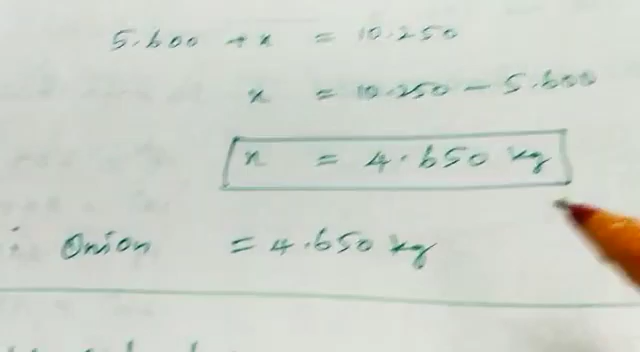 5.600 + x = 10.250
x = 10.250 - 5.600
x = 4.650 kg
: Onion = 4.650 kg